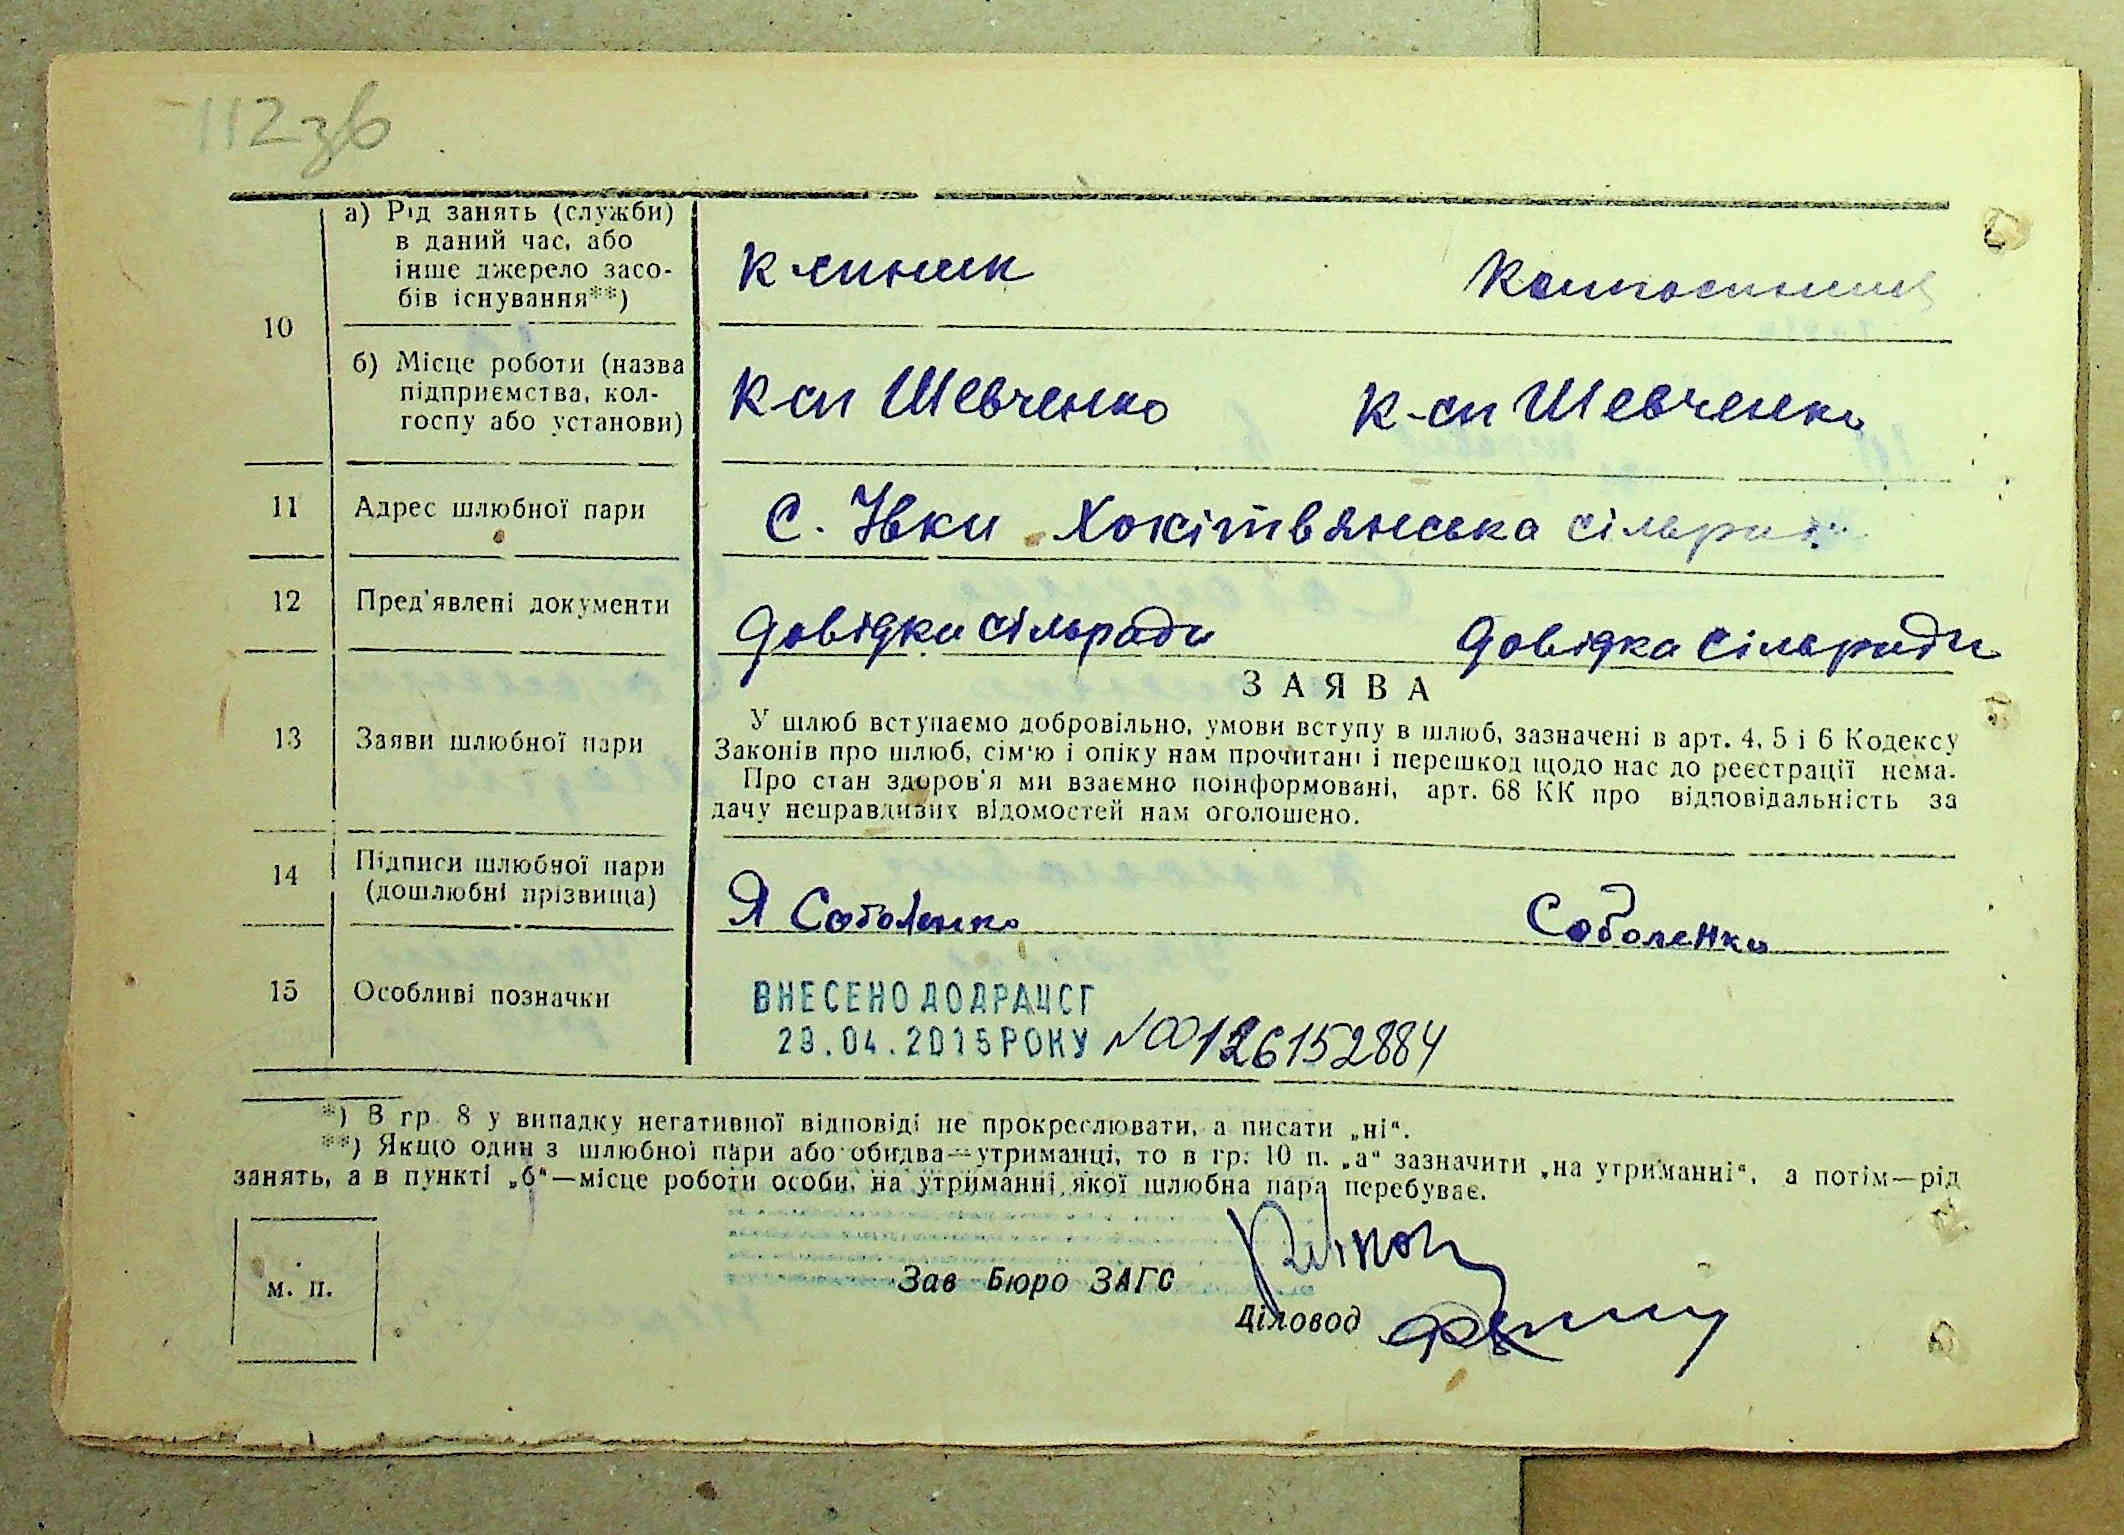 112зв
10
а) Рід занять (служби)
в даний час, або
інше джерело засо-
бів існування**)
б) Місце роботи (назва
підприємства, кол-
госпу або установи)
К-сп Шевченко К-сп Шевченко
11 Адрес шлюбної пари
С. Івки Хокітвянська сільрада
12 Пред'явлені документи
Довідка сільради Довідка сільради
ЗАЯВА
13 Заяви шлюбної пари
У шлюб вступаємо добровільно, умови вступу в шлюб, зазначені в арт. 4, 5 і 6 Кодексу
Законів про шлюб, сім'ю і опіку нам прочитані і перешкод щодо нас до реєстрації нема.
Про стан здоров'я ми взаємно поінформовані, арт. 68 КК про відповідальність за
дачу неправдивих відомостей нам оголошено.
14 Підписи шлюбної пари
(дошлюбні прізвища)
Я Соболенко Соболенко
15 Особливі позначки
ВНЕСЕНО ДО ДРАЦСГ
29.04.2015 РОКУ №00126152884
*) В гр. 8 у випадку негативної відповіді не прокреслювати, а писати „ні“.
**) Якщо один з шлюбної пари або обидва—утриманці, то в гр. 10 п. „а“ зазначити „на утриманні“, а потім—рід
занять, а в пункті „б“—місце роботи особи, на утриманні якої шлюбна пара перебуває.
м. п.
Зав Бюро ЗАГС
Діловод